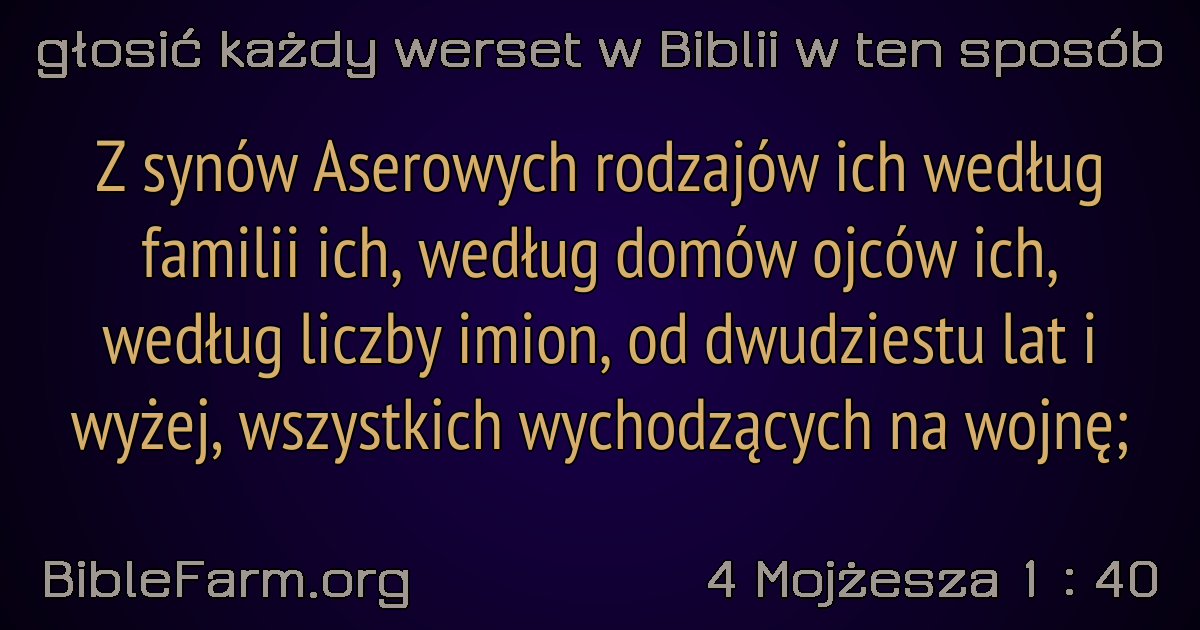 głosić każdy werset w Biblii w ten sposób
Z synów Aserowych rodzajów ich według
familii ich, według domów ojców ich,
według liczby imion, od dwudziestu lat i
wyżej, wszystkich wychodzących na wojnę;
BibleFarm.org
4 Mojżesza 1 : 40